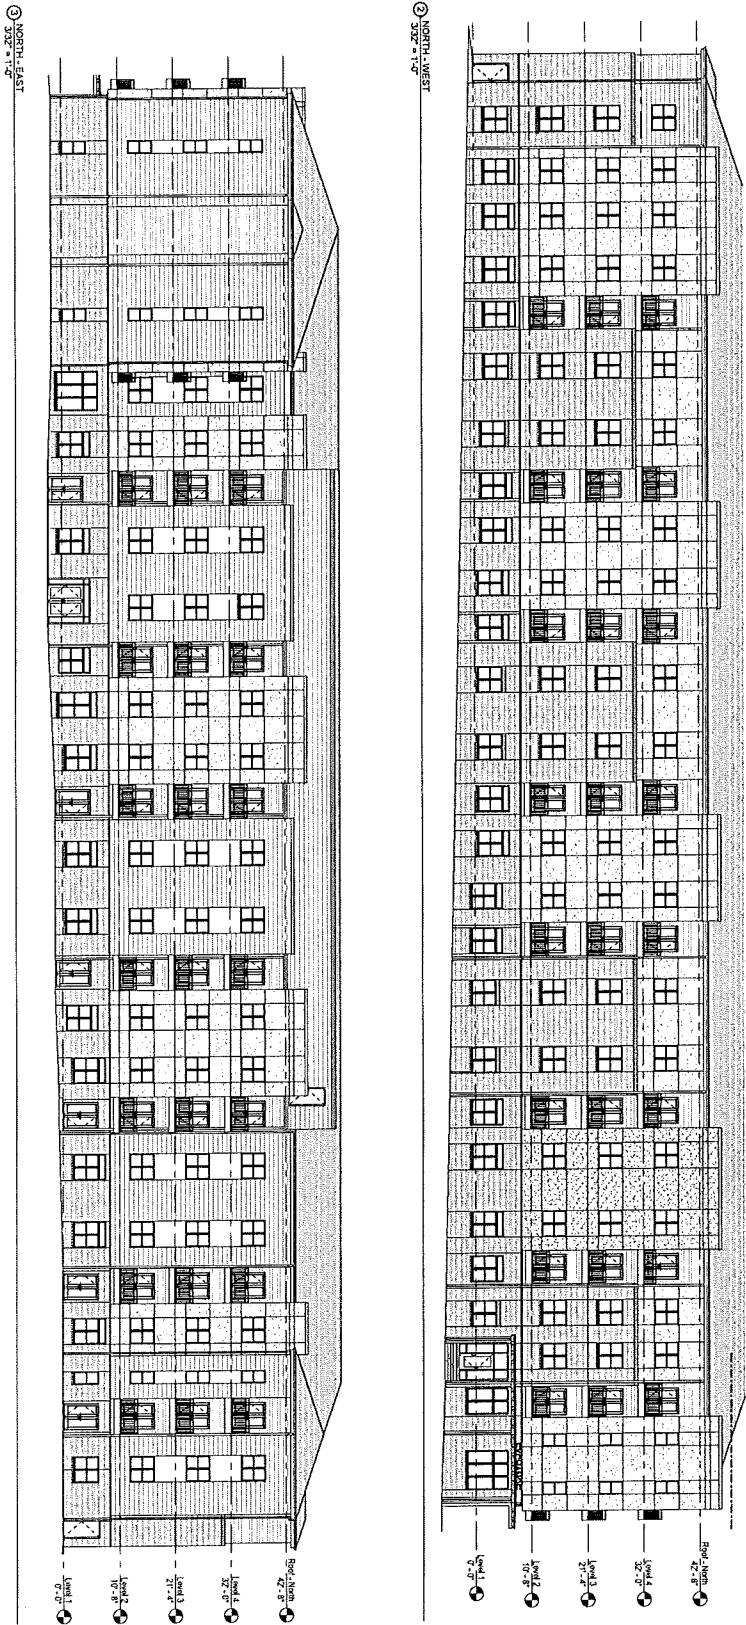 3 NORTH - EAST
3/32" = 1'-0"
Roof - North
42' - 8"
Level 4
32' - 0"
Level 3
21' - 4"
Level 2
10' - 8"
Level 1
0' - 0"
2 NORTH - WEST
3/32" = 1'-0"
Roof - North
42' - 8"
Level 4
32' - 0"
Level 3
21' - 4"
Level 2
10' - 8"
Level 1
0' - 0"